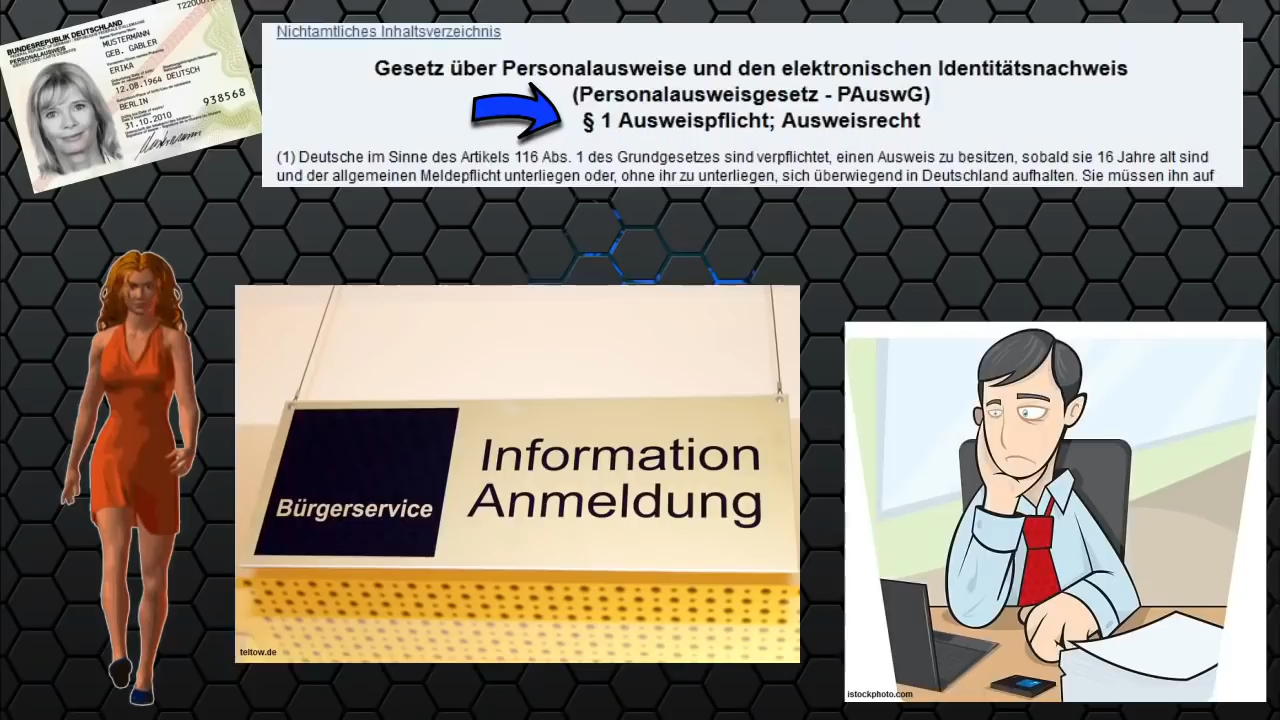 T22000
BUNDESREPUBLIK DEUTSCHLAND
PERSONALAUSWEIS
MUSTERMANN
GEB. GABLER
ERIKA
12.08.1964 DEUTSCH
BERLIN
31.10.2010
938568
Nichtamtliches Inhaltsverzeichnis
Gesetz über Personalausweise und den elektronischen Identitätsnachweis
(Personalausweisgesetz - PAuswG)
§ 1 Ausweispflicht; Ausweisrecht
(1) Deutsche im Sinne des Artikels 116 Abs. 1 des Grundgesetzes sind verpflichtet, einen Ausweis zu besitzen, sobald sie 16 Jahre alt sind
und der allgemeinen Meldepflicht unterliegen oder, ohne ihr zu unterliegen, sich überwiegend in Deutschland aufhalten. Sie müssen ihn auf
Bürgerservice
Information
Anmeldung
teltow.de
istockphoto.com